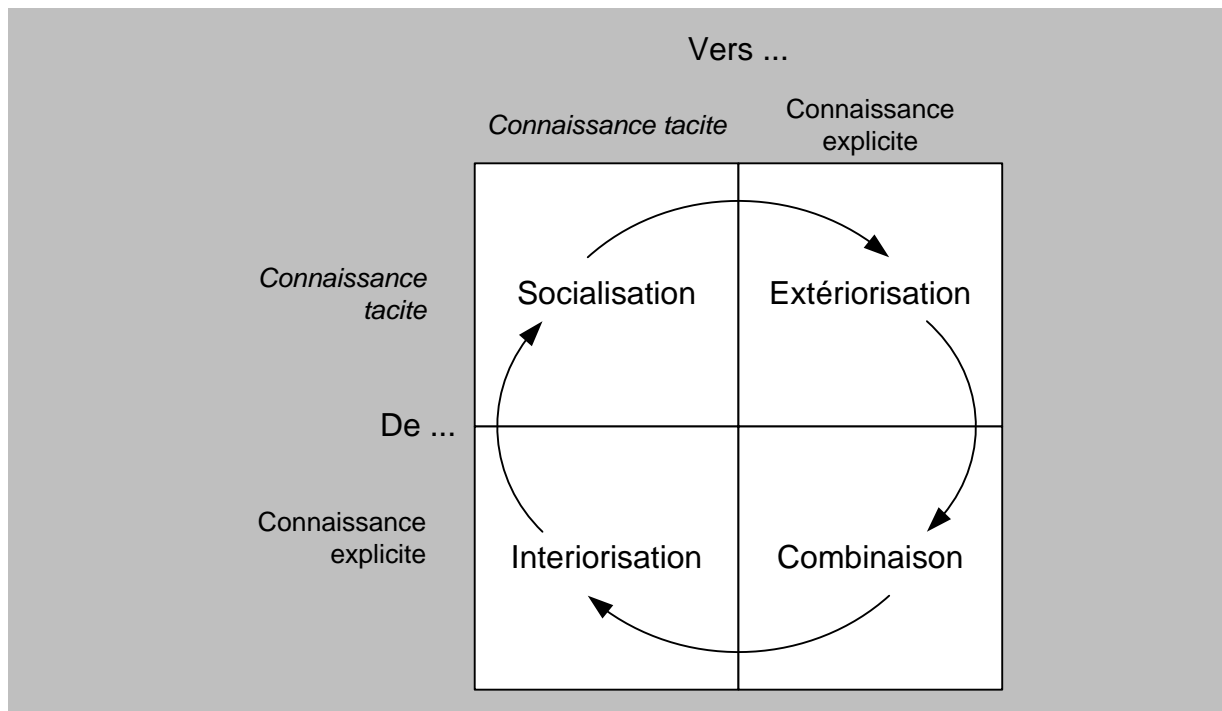 Vers ...
Connaissance tacite
Connaissance
explicite
Connaissance
tacite
Socialisation
Extériorisation
De ...
Connaissance
explicite
Interiorisation
Combinaison